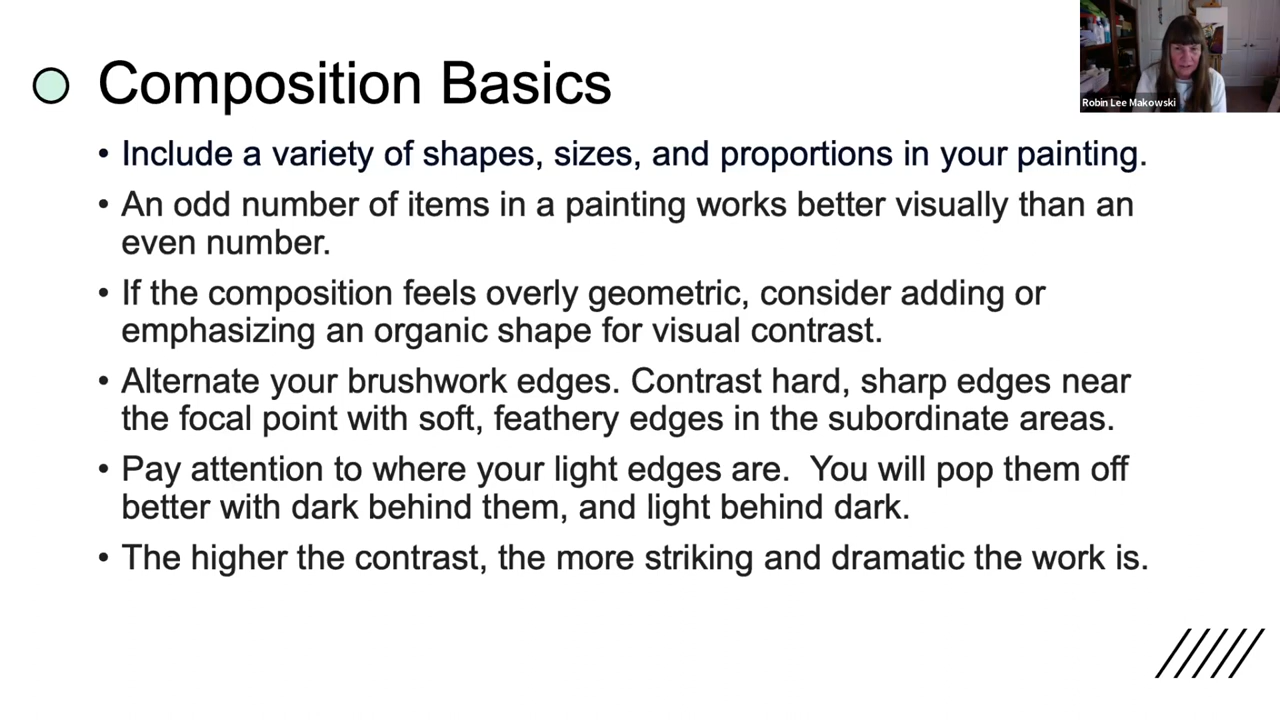 Composition Basics
Robin Lee Makowski
• Include a variety of shapes, sizes, and proportions in your painting.
• An odd number of items in a painting works better visually than an
even number.
• If the composition feels overly geometric, consider adding or
emphasizing an organic shape for visual contrast.
• Alternate your brushwork edges. Contrast hard, sharp edges near
the focal point with soft, feathery edges in the subordinate areas.
• Pay attention to where your light edges are.  You will pop them off
better with dark behind them, and light behind dark.
• The higher the contrast, the more striking and dramatic the work is.